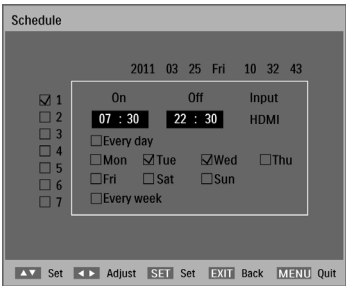 Schedule
2011 03 25 Fri 10 32 43
On Off Input
1
07 : 30 22 : 30 HDMI
2
3
Every day
4
Mon Tue Wed Thu
5
Fri Sat Sun
6
Every week
7
Set Adjust SET Set EXIT Back MENU Quit